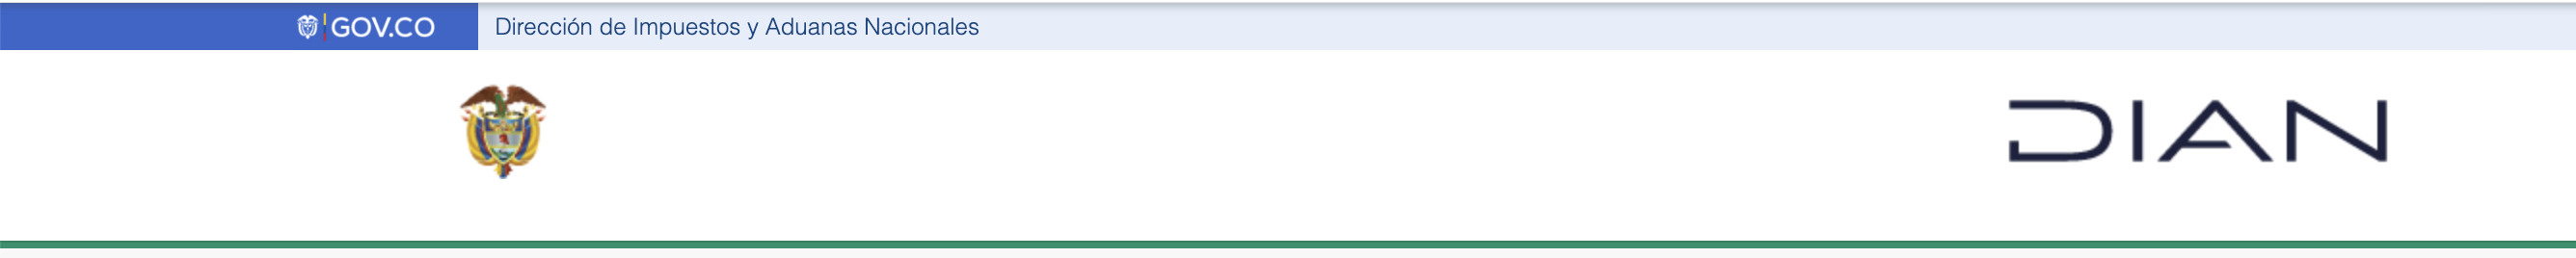 GOV.CO
Dirección de Impuestos y Aduanas Nacionales
DIAN